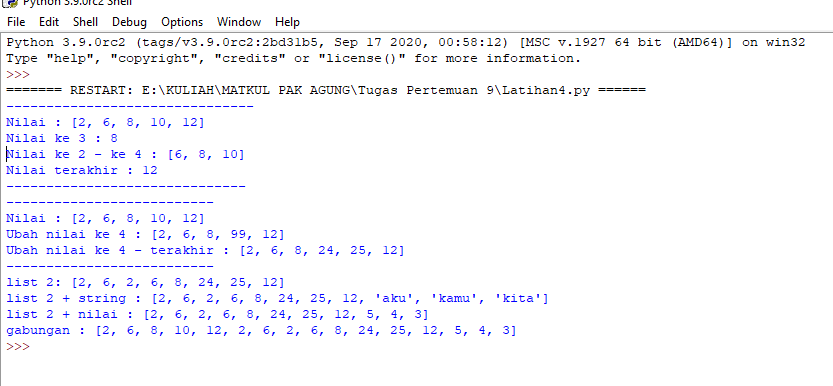 Python 3.9.0rc2 Shell
File Edit Shell Debug Options Window Help
Python 3.9.0rc2 (tags/v3.9.0rc2:2bd31b5, Sep 17 2020, 00:58:12) [MSC v.1927 64 bit (AMD64)] on win32
Type "help", "copyright", "credits" or "license()" for more information.
>>>
======= RESTART: E:\KULIAH\MATKUL PAK AGUNG\Tugas Pertemuan 9\Latihan4.py ======
-------------------------------
Nilai : [2, 6, 8, 10, 12]
Nilai ke 3 : 8
Nilai ke 2 - ke 4 : [6, 8, 10]
Nilai terakhir : 12
------------------------------
--------------------------
Nilai : [2, 6, 8, 10, 12]
Ubah nilai ke 4 : [2, 6, 8, 99, 12]
Ubah nilai ke 4 - terakhir : [2, 6, 8, 24, 25, 12]
--------------------------
list 2: [2, 6, 2, 6, 8, 24, 25, 12]
list 2 + string : [2, 6, 2, 6, 8, 24, 25, 12, 'aku', 'kamu', 'kita']
list 2 + nilai : [2, 6, 2, 6, 8, 24, 25, 12, 5, 4, 3]
gabungan : [2, 6, 8, 10, 12, 2, 6, 2, 6, 8, 24, 25, 12, 5, 4, 3]
>>>